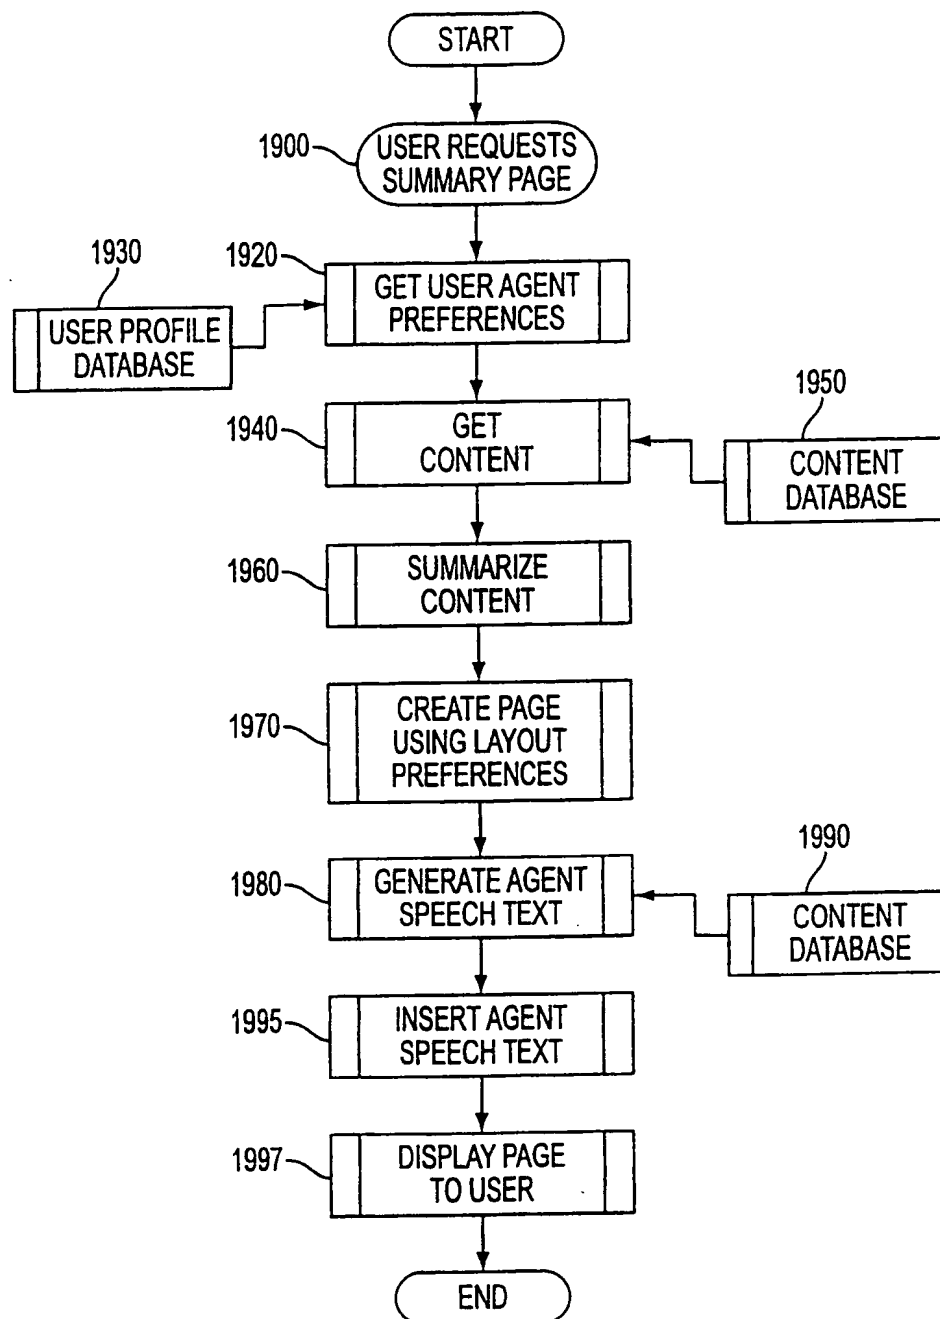 START
1900
USER REQUESTS
SUMMARY PAGE
1920
GET USER AGENT
PREFERENCES
1930
USER PROFILE
DATABASE
1940
GET
CONTENT
1950
CONTENT
DATABASE
1960
SUMMARIZE
CONTENT
1970
CREATE PAGE
USING LAYOUT
PREFERENCES
1980
GENERATE AGENT
SPEECH TEXT
1990
CONTENT
DATABASE
1995
INSERT AGENT
SPEECH TEXT
1997
DISPLAY PAGE
TO USER
END